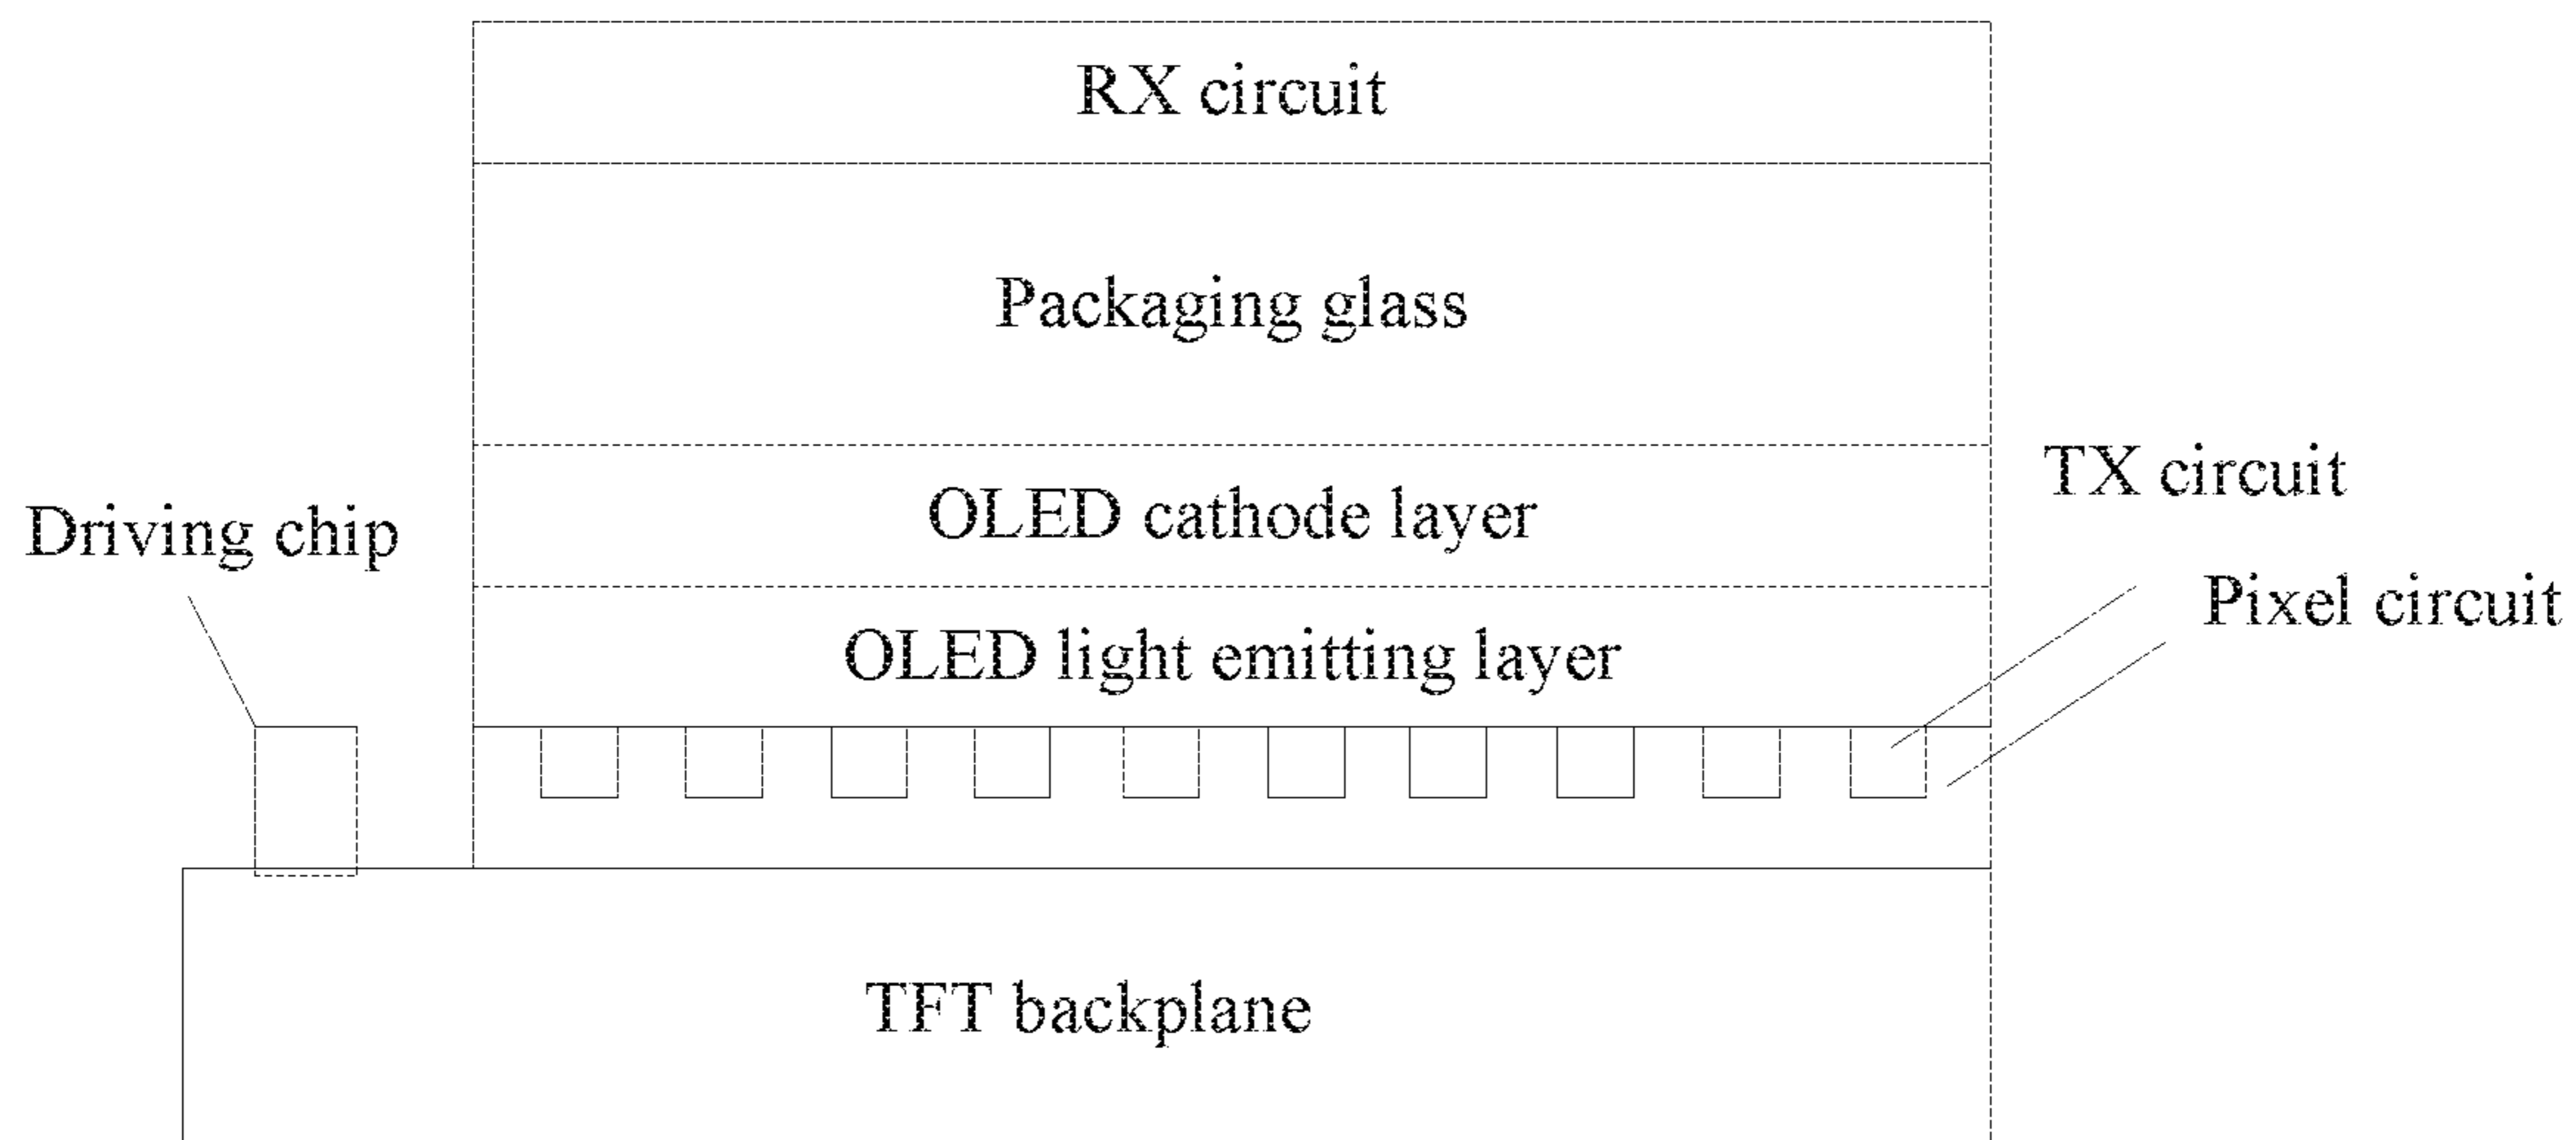 RX circuit
Packaging glass
TX circuit
OLED cathode layer
Driving chip
Pixel circuit
OLED light emitting layer
TFT backplane